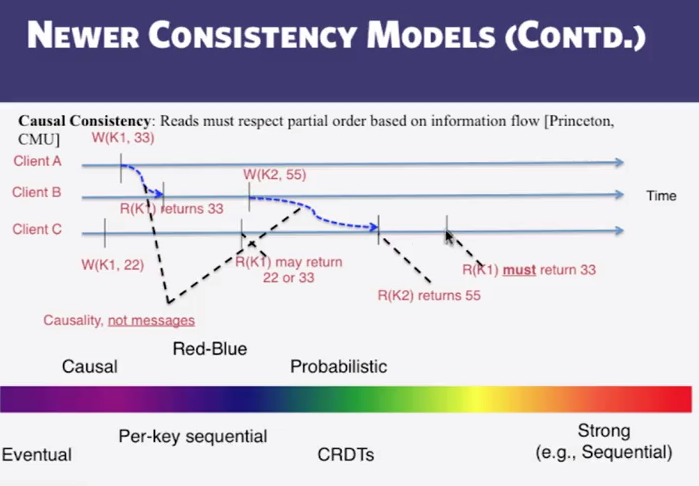 NEWER CONSISTENCY MODELS (CONTD.)
Causal Consistency: Reads must respect partial order based on information flow [Princeton,
CMU]
W(K1, 33)
Client A
W(K2, 55)
Client B
Time
R(K1) returns 33
Client C
W(K1, 22)
R(K1) may return
22 or 33
R(K1) must return 33
R(K2) returns 55
Causality, not messages
Red-Blue
Causal
Probabilistic
Per-key sequential
Strong
(e.g., Sequential)
Eventual
CRDTs